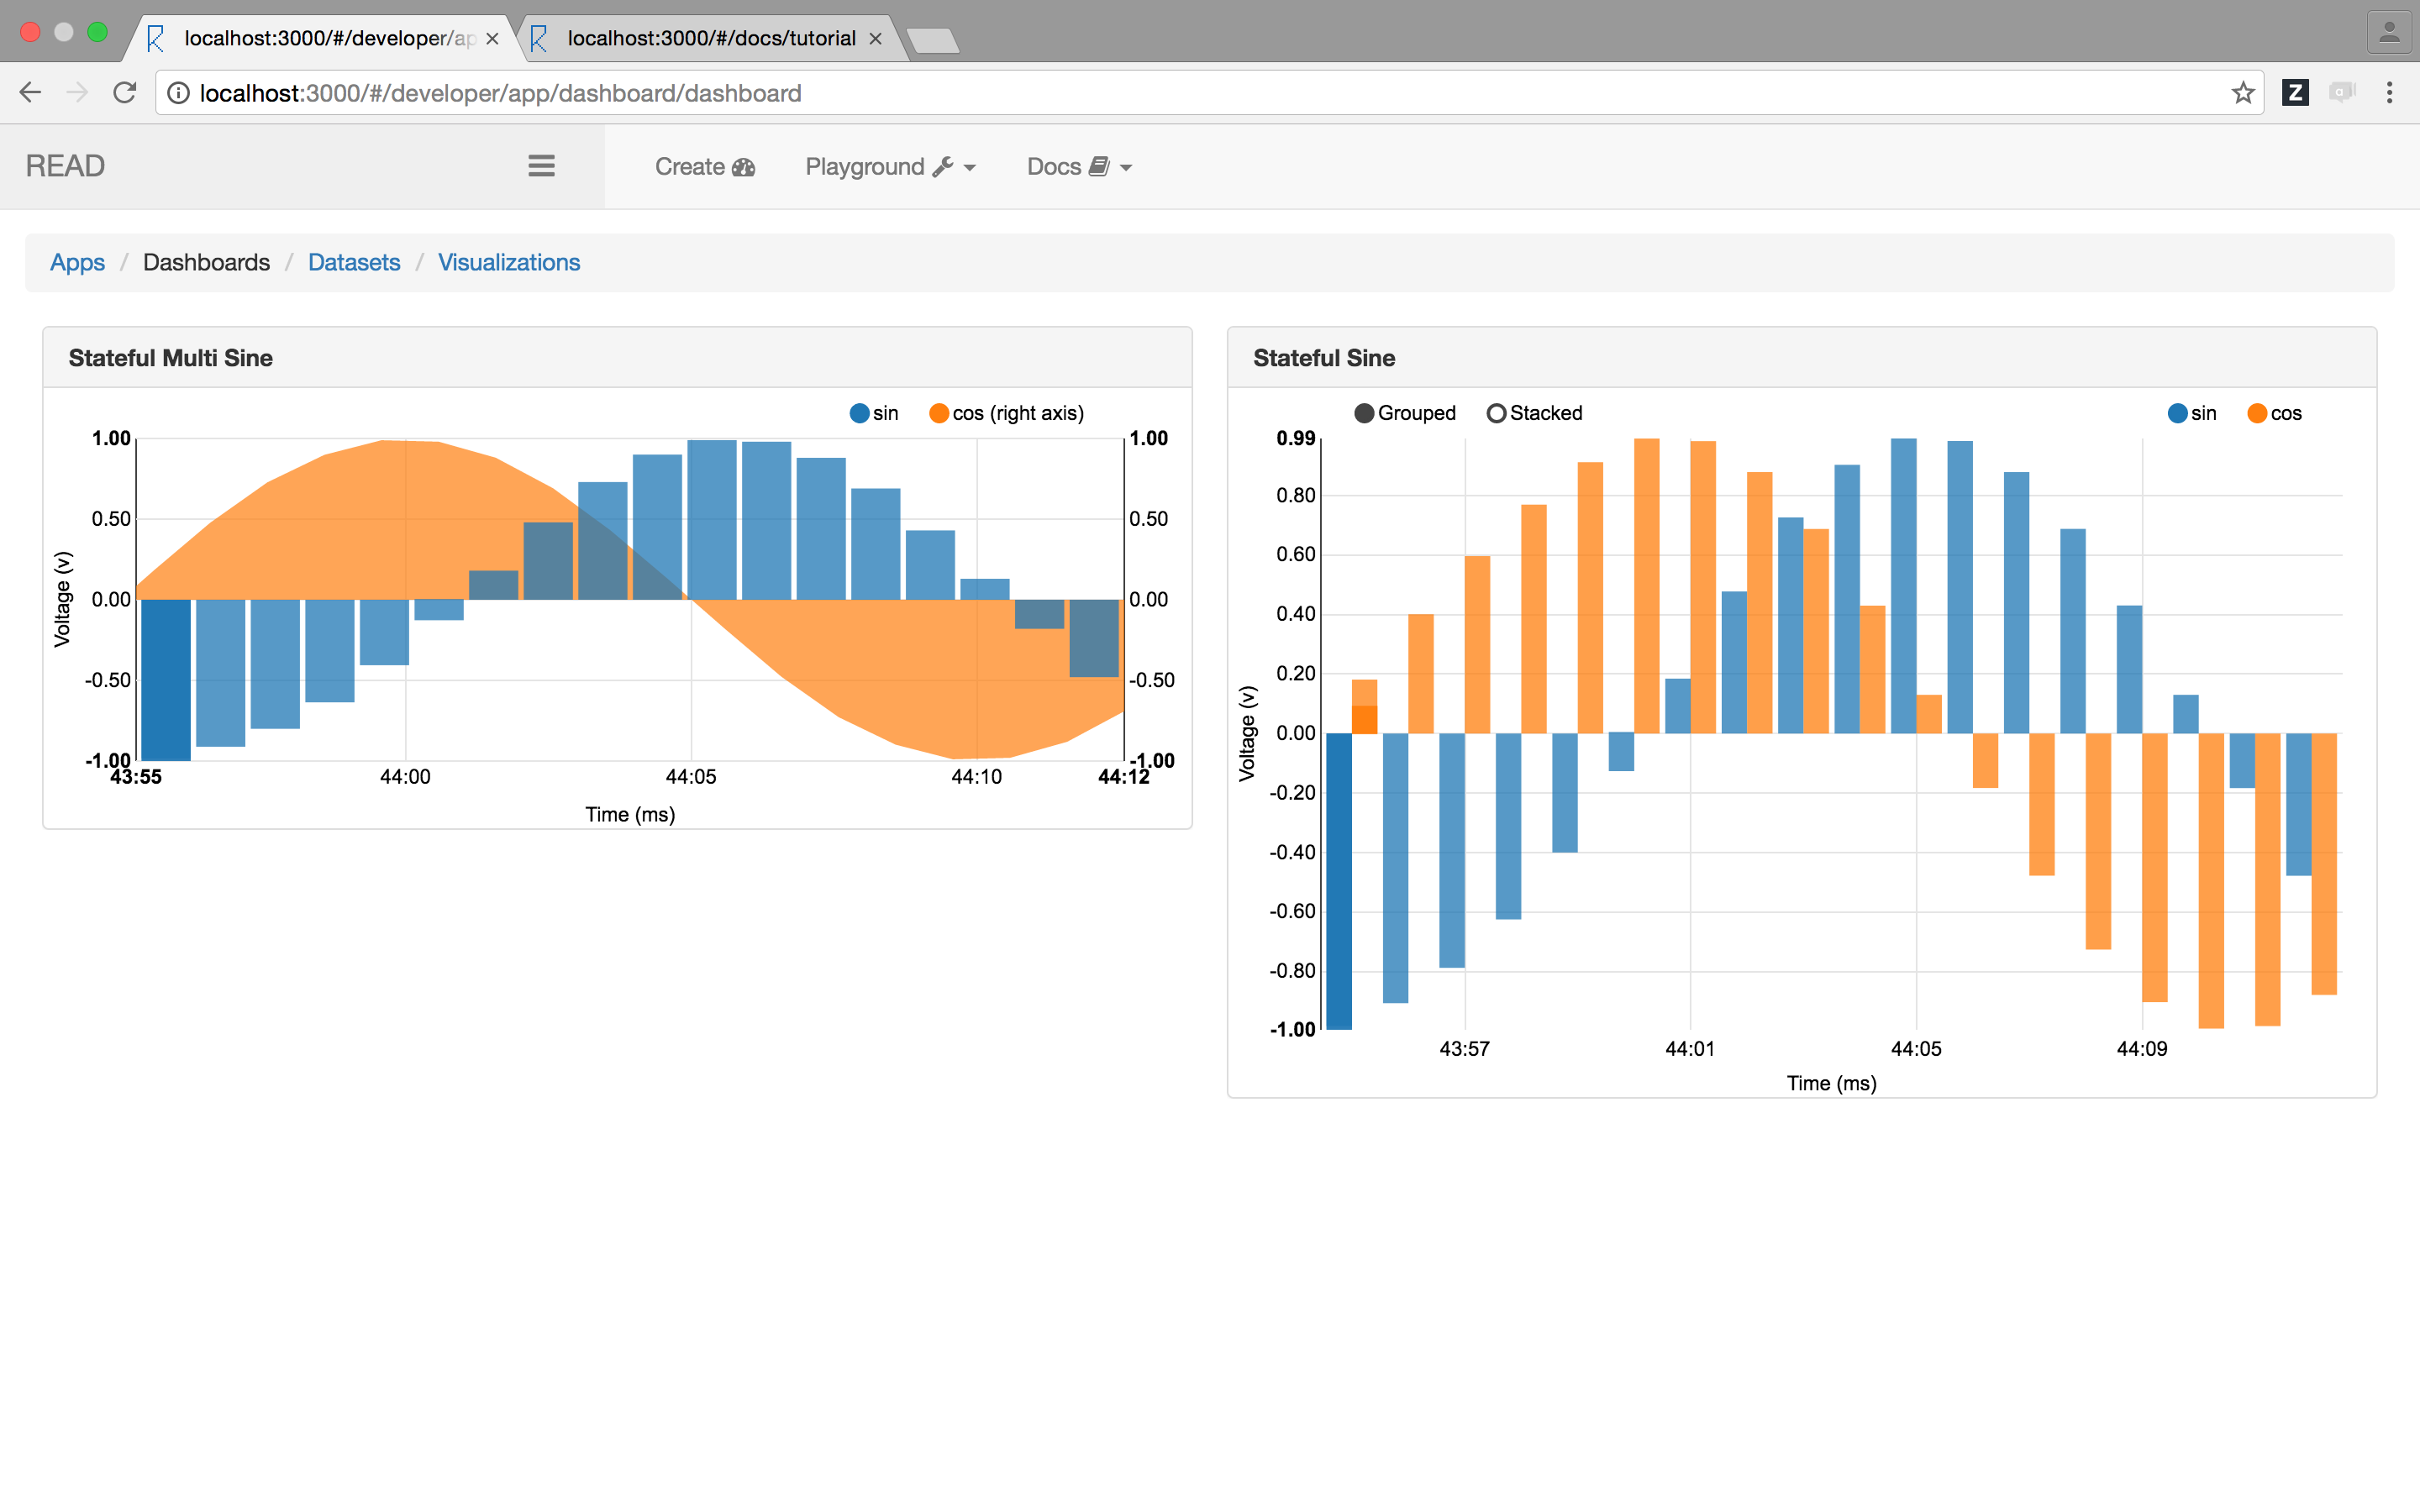 localhost:3000/#/developer/ap
localhost:3000/#/docs/tutorial
localhost:3000/#/developer/app/dashboard/dashboard
Z
a
READ
Create
Playground
Docs
Apps / Dashboards / Datasets / Visualizations
Stateful Multi Sine
sin cos (right axis)
1.00
0.50
0.00
-0.50
-1.00
Voltage (v)
1.00
0.50
0.00
-0.50
-1.00
43:55 44:00 44:05 44:10 44:12
Time (ms)
Stateful Sine
Grouped Stacked sin cos
0.99
0.80
0.60
0.40
0.20
0.00
-0.20
-0.40
-0.60
-0.80
-1.00
Voltage (v)
43:57 44:01 44:05 44:09
Time (ms)